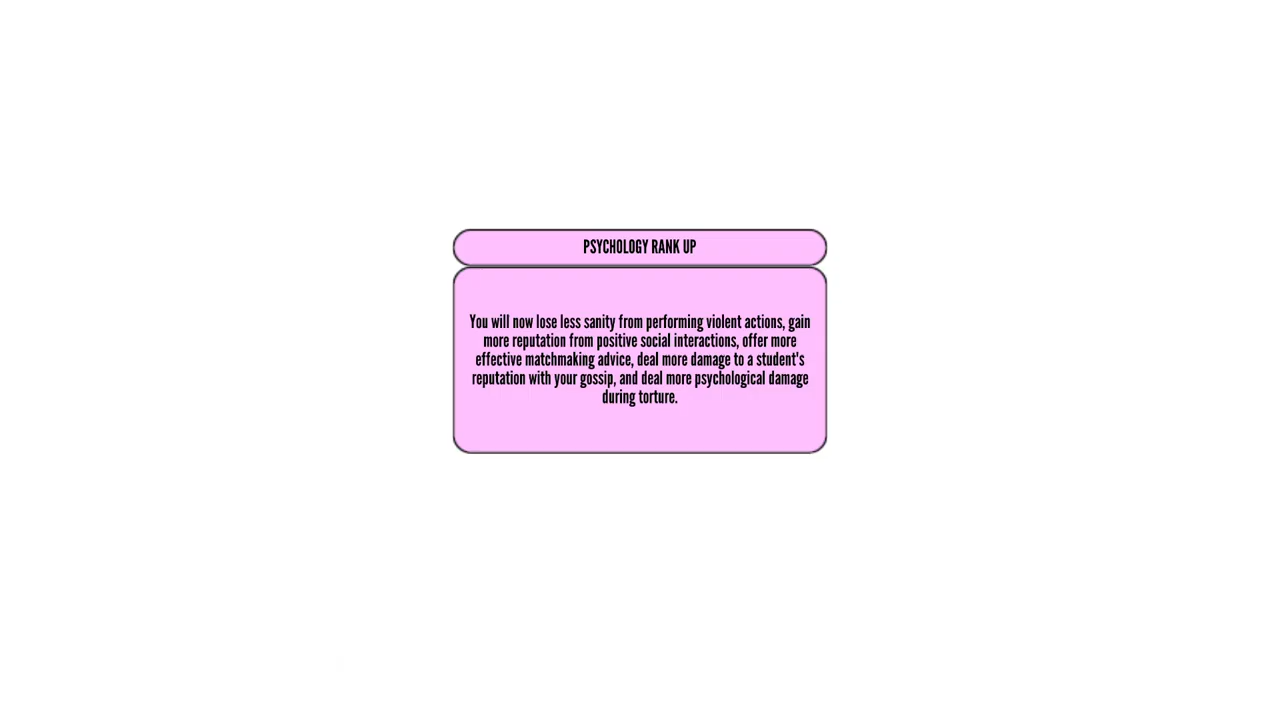 PSYCHOLOGY RANK UP
You will now lose less sanity from performing violent actions, gain
more reputation from positive social interactions, offer more
effective matchmaking advice, deal more damage to a student's
reputation with your gossip, and deal more psychological damage
during torture.